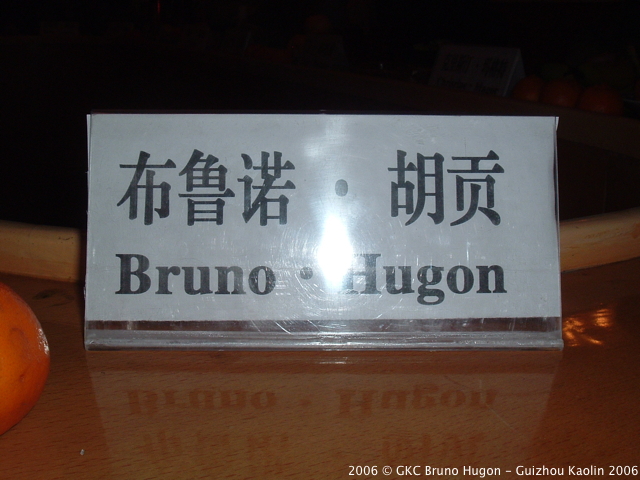 布鲁诺・胡贡
Bruno・Hugon
2006 © GKC Bruno Hugon – Guizhou Kaolin 2006